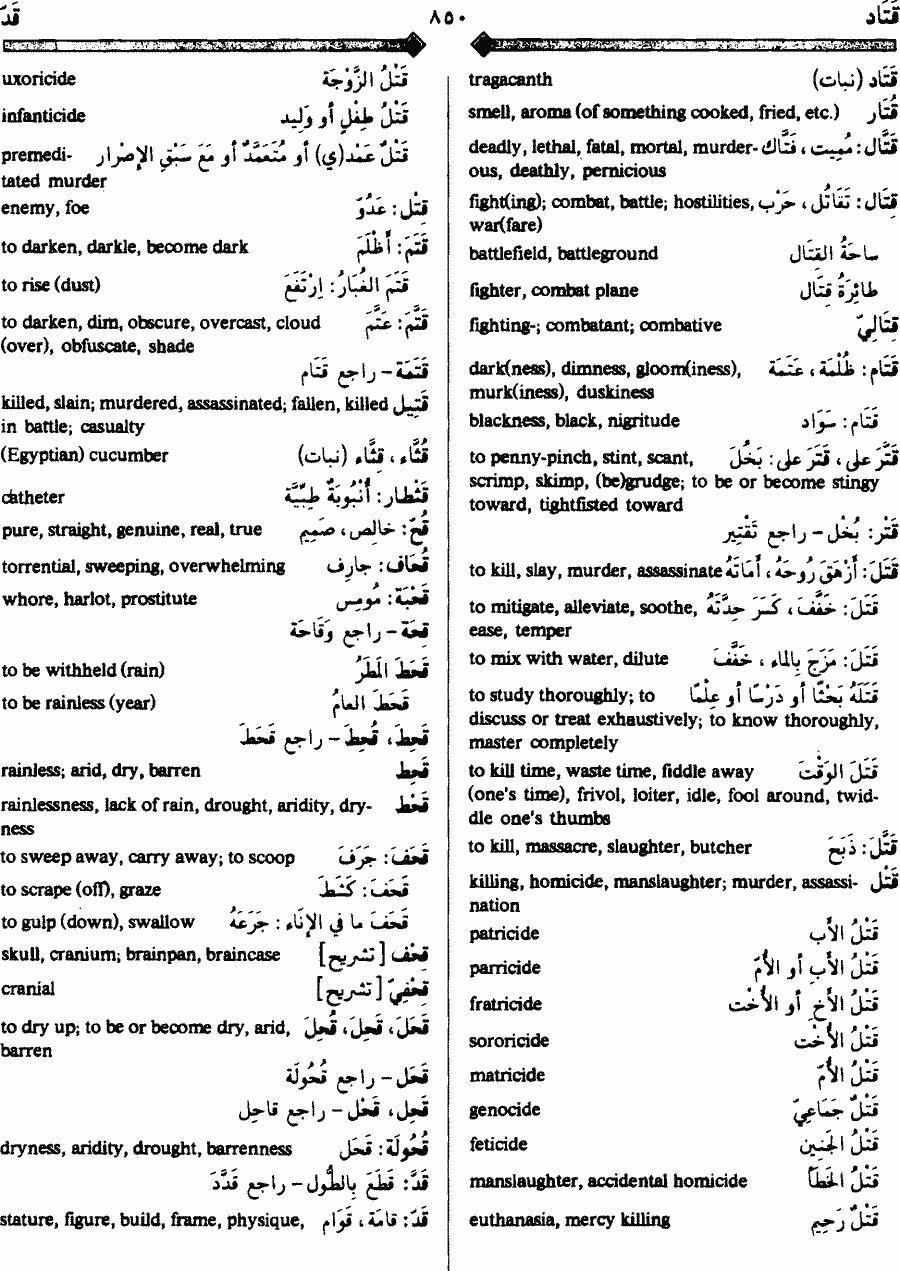 قَتَاد ٨٥٠ قَدّ
قَتَاد (نبات) tragacanth
قُتَار smell, aroma (of something cooked, fried, etc.)
قَتَّال: مُمِيت، فَتَّاك deadly, lethal, fatal, mortal, murder-
ous, deathly, pernicious
قِتَال: تَقَاتُل، حَرْب fight(ing); combat, battle; hostilities,
war(fare)
سَاحَةُ القِتَال battlefield, battleground
طَائِرَةُ قِتَال fighter, combat plane
قِتَالِيّ fighting-; combatant; combative
قَتَام: ظُلْمَة، عَتَمَة dark(ness), dimness, gloom(iness),
murk(iness), duskiness
قَتَام: سَوَاد blackness, black, nigritude
قَتَرَ على، قَتَّرَ على: بَخُلَ to penny-pinch, stint, scant,
scrimp, skimp, (be)grudge; to be or become stingy
toward, tightfisted toward
قَتْر: بُخْل - راجع تَقْتِير
قَتَلَ: أَزْهَقَ رُوحَهُ، أَمَاتَهُ to kill, slay, murder, assassinate
قَتَلَ: خَفَّفَ، كَسَرَ حِدَّتَهُ to mitigate, alleviate, soothe,
ease, temper
قَتَلَ: مَزَجَ بِالمَاء، خَفَّفَ to mix with water, dilute
قَتَلَهُ بَحْثًا أو دَرْسًا أو عِلْمًا to study thoroughly; to
discuss or treat exhaustively; to know thoroughly,
master completely
قَتَلَ الوَقْتَ to kill time, waste time, fiddle away
(one's time), frivol, loiter, idle, fool around, twid-
dle one's thumbs
قَتَّلَ: ذَبَحَ to kill, massacre, slaughter, butcher
قَتْل killing, homicide, manslaughter; murder, assassi-
nation
قَتْلُ الأَب patricide
قَتْلُ الأَب أو الأُمّ parricide
قَتْلُ الأَخ أو الأُخْت fratricide
قَتْلُ الأُخْت sororicide
قَتْلُ الأُمّ matricide
قَتْلٌ جَمَاعِيّ genocide
قَتْلُ الجَنِين feticide
قَتْلُ الخَطَأ manslaughter, accidental homicide
قَتْلٌ رَحِيم euthanasia, mercy killing
قَتْلُ الزَّوْجَة uxoricide
قَتْلُ طِفْلٍ أو وَلِيد infanticide
قَتْلٌ عَمْد(ي) أو مُتَعَمَّدٌ أو مَعَ سَبْقِ الإِصْرَار premedi-
tated murder
قِتْل: عَدُوّ enemy, foe
قَتَمَ: أَظْلَمَ to darken, darkle, become dark
قَتَمَ الغُبَارُ: اِرْتَفَعَ to rise (dust)
قَتَّمَ: عَتَّمَ to darken, dim, obscure, overcast, cloud
(over), obfuscate, shade
قَتَمَة - راجع قَتَام
قَتِيل killed, slain; murdered, assassinated; fallen, killed
in battle; casualty
قُثَّاء، قِثَّاء (نبات) (Egyptian) cucumber
قَثْطَار: أُنْبُوبَةٌ طِبِّيَّة catheter
قُحّ: خالِص، صَمِيم pure, straight, genuine, real, true
قُحَاف: جارِف torrential, sweeping, overwhelming
قَحْبَة: مُومِس whore, harlot, prostitute
قحة - راجع وَقَاحَة
قَحَطَ المَطَرُ to be withheld (rain)
قَحَطَ العَامُ to be rainless (year)
قَحِطَ، قُحِطَ - راجع قَحَطَ
قَحِط rainless; arid, dry, barren
قَحْط rainlessness, lack of rain, drought, aridity, dry-
ness
قَحَفَ: جَرَفَ to sweep away, carry away; to scoop
قَحَفَ: كَشَطَ to scrape (off), graze
قَحَفَ ما في الإِنَاء: جَرَعَهُ to gulp (down), swallow
قِحْف [تشريح] skull, cranium; brainpan, braincase
قِحْفِيّ [تشريح] cranial
قَحَلَ، قَحِلَ، قُحِلَ to dry up; to be or become dry, arid,
barren
قَحَل - راجع قُحُولَة
قَحِل، قَحْل - راجع قاحِل
قُحُولَة: قَحَل dryness, aridity, drought, barrenness
قَدَّ: قَطَعَ بِالطُّول - راجع قَدَّدَ
قَدّ: قامَة، قَوَام stature, figure, build, frame, physique,